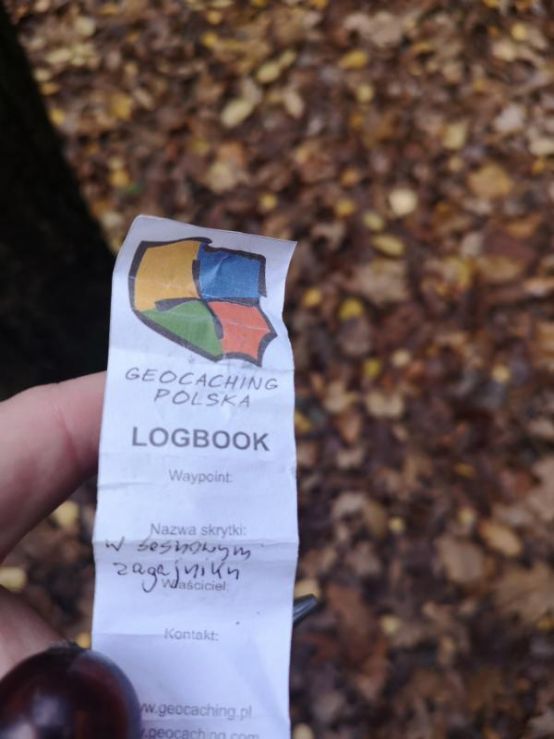 GEOCACHING
POLSKA
LOGBOOK
Waypoint:
Nazwa skrytki:
w sosnowym
zagajniku
Właściciel:
Kontakt:
www.geocaching.pl
www.geocaching.com